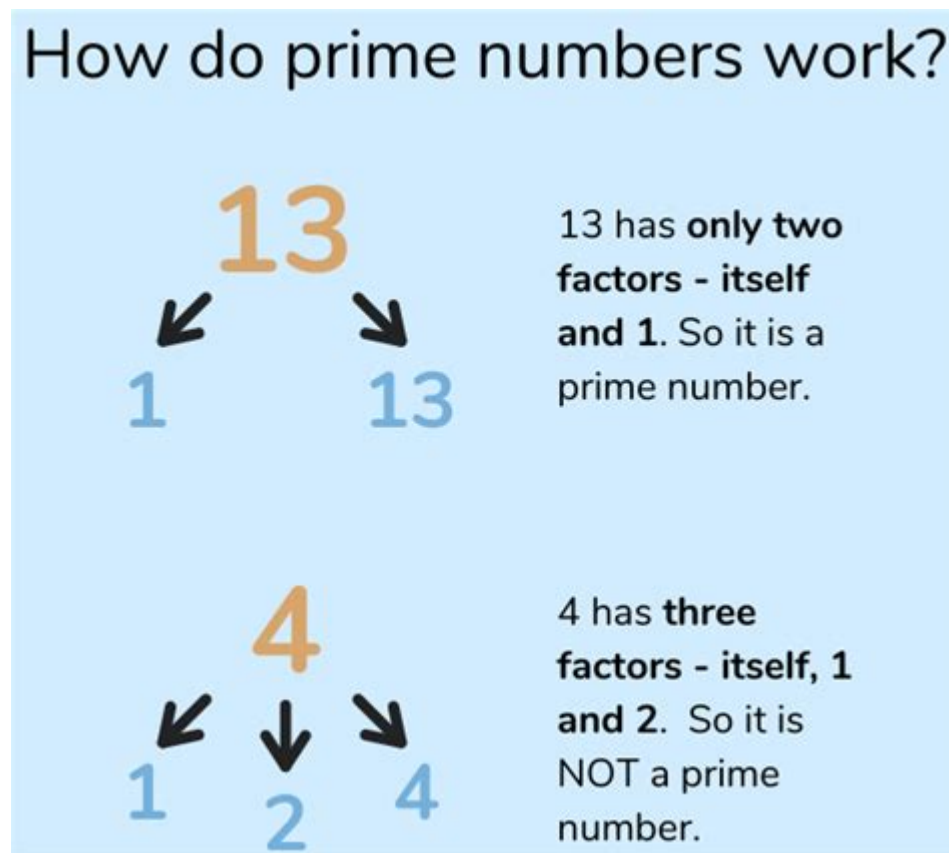 How do prime numbers work?
13
1 13
13 has only two
factors - itself
and 1. So it is a
prime number.
4
1 2 4
4 has three
factors - itself, 1
and 2. So it is
NOT a prime
number.